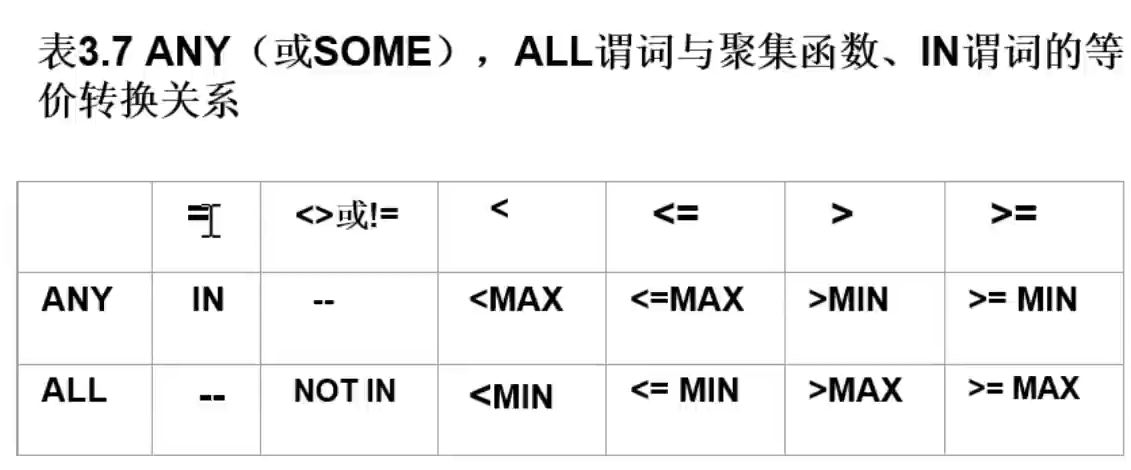 表3.7 ANY（或SOME），ALL谓词与聚集函数、IN谓词的等
价转换关系
= <>或!= < <= > >=
ANY IN -- <MAX <=MAX >MIN >= MIN
ALL -- NOT IN <MIN <= MIN >MAX >= MAX